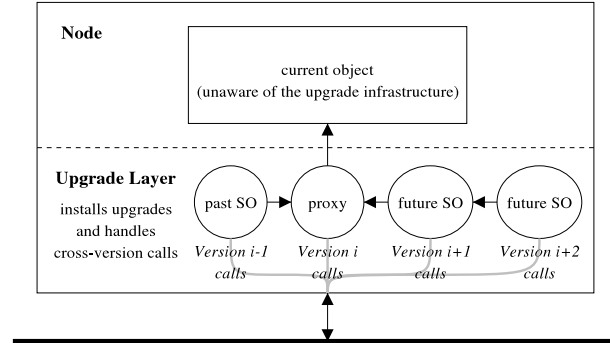 Node
current object
(unaware of the upgrade infrastructure)
Upgrade Layer
installs upgrades
and handles
cross-version calls
past SO
proxy
future SO
future SO
Version i-1
calls
Version i
calls
Version i+1
calls
Version i+2
calls